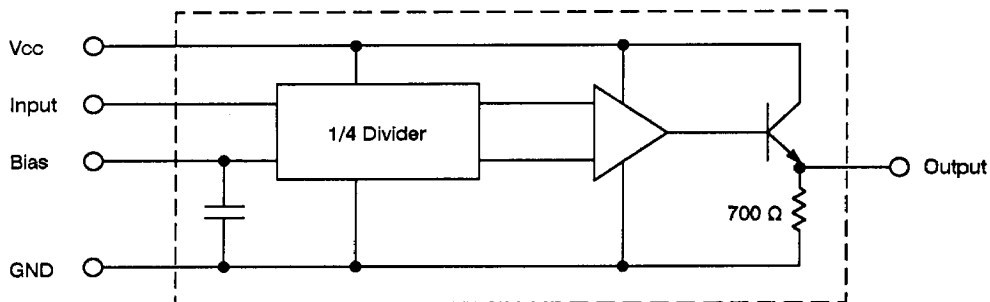 Vcc
Input
1/4 Divider
Bias
Output
700 Ω
GND